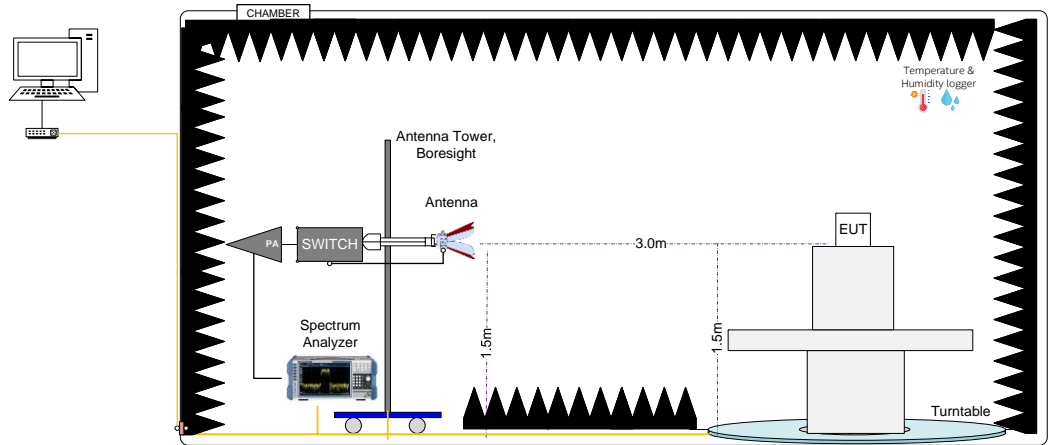 CHAMBER
Temperature &
Humidity logger
Antenna Tower,
Boresight
Antenna
PA
SWITCH
3.0m
EUT
Spectrum
Analyzer
1.5m
1.5m
Turntable